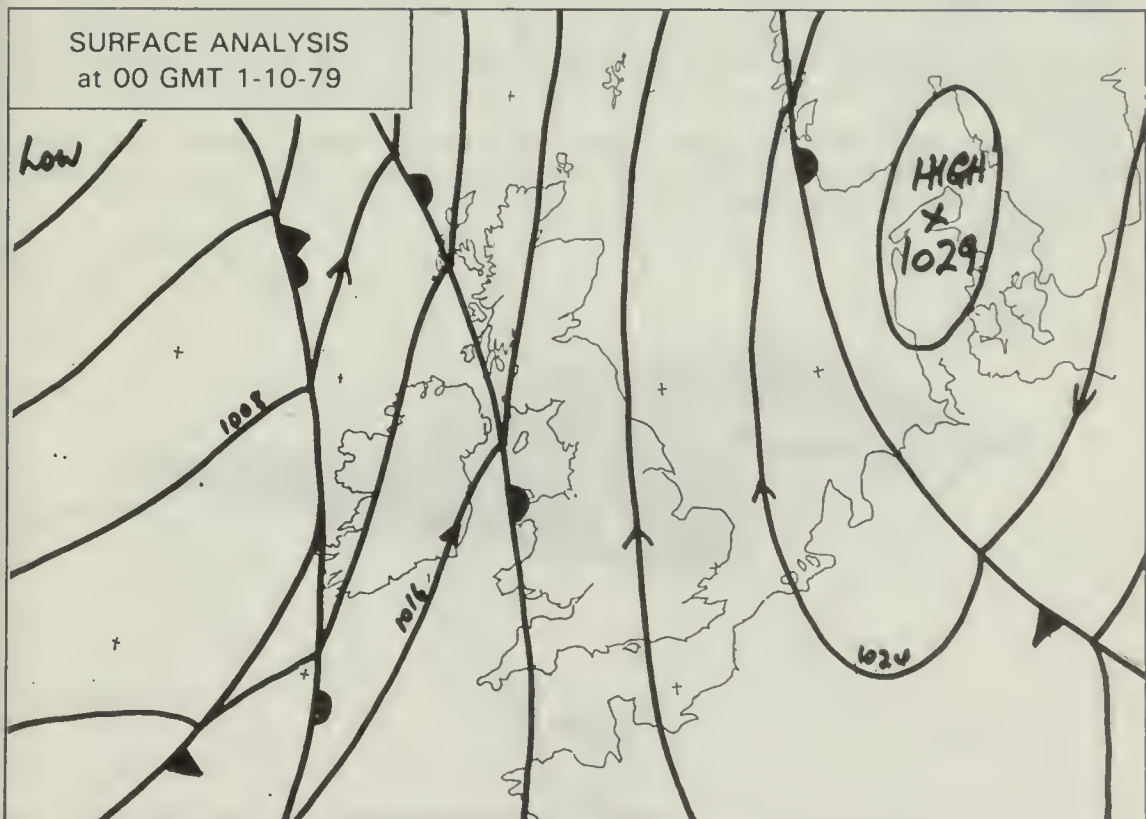 SURFACE ANALYSIS
at 00 GMT 1-10-79
Low
HIGH
x
1029
1008
1016
1024